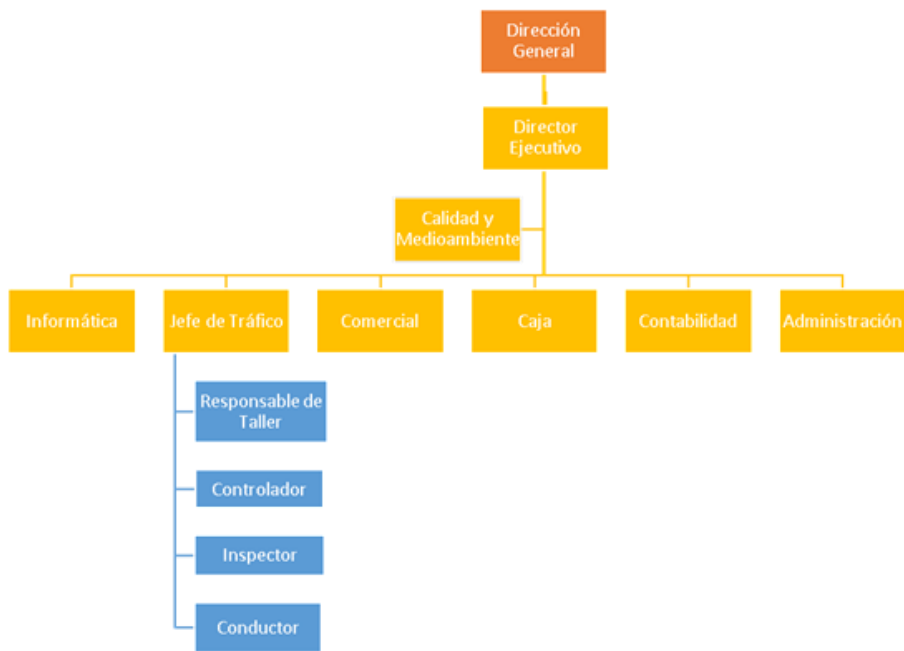 Dirección
General
Director
Ejecutivo
Calidad y
Medioambiente
Informática
Jefe de Tráfico
Comercial
Caja
Contabilidad
Administración
Responsable de
Taller
Controlador
Inspector
Conductor